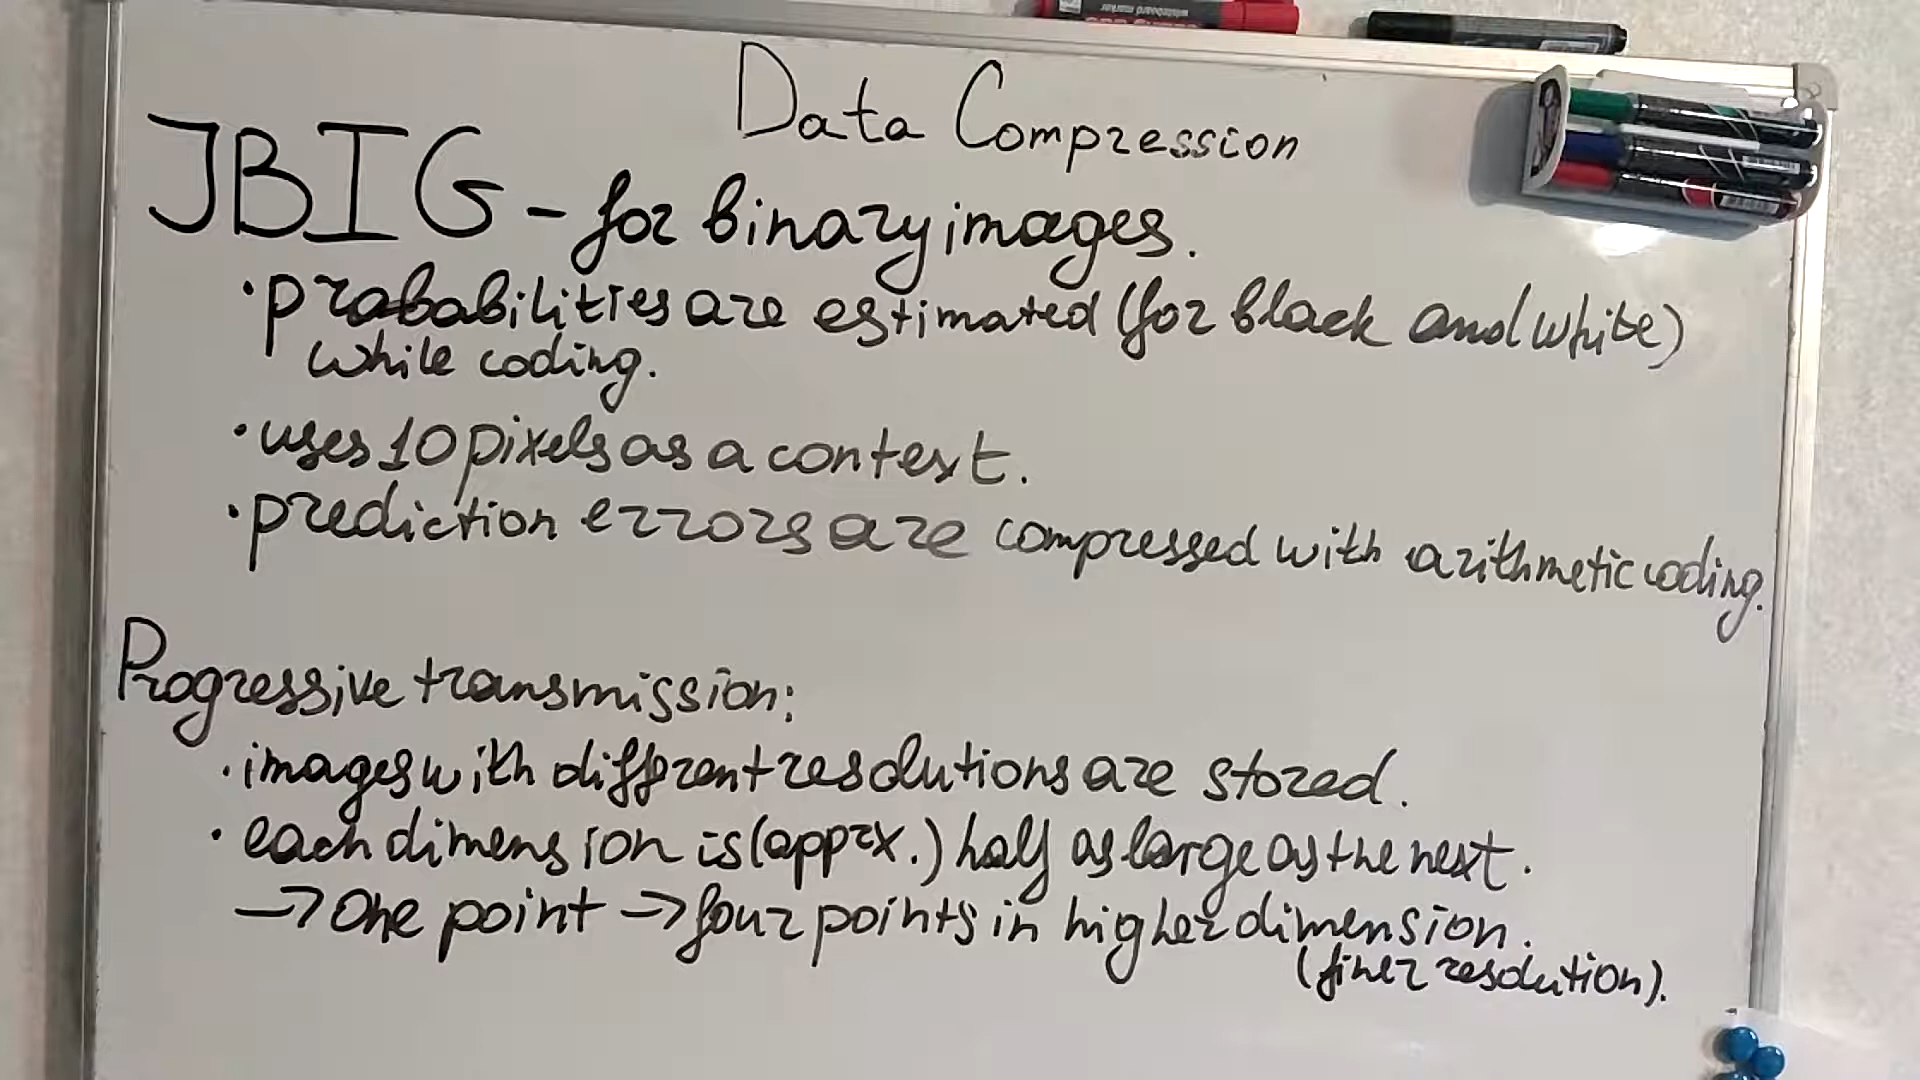 Data Compression
JBIG - for binary images.
· probabilities are estimated (for black and white)
while coding.
· uses 10 pixels as a context.
· prediction errors are compressed with arithmetic coding.
Progressive transmission:
· images with different resolutions are stored.
· each dimension is (apprx.) half as large as the next.
→ One point → four points in higher dimension.
(finer resolution).